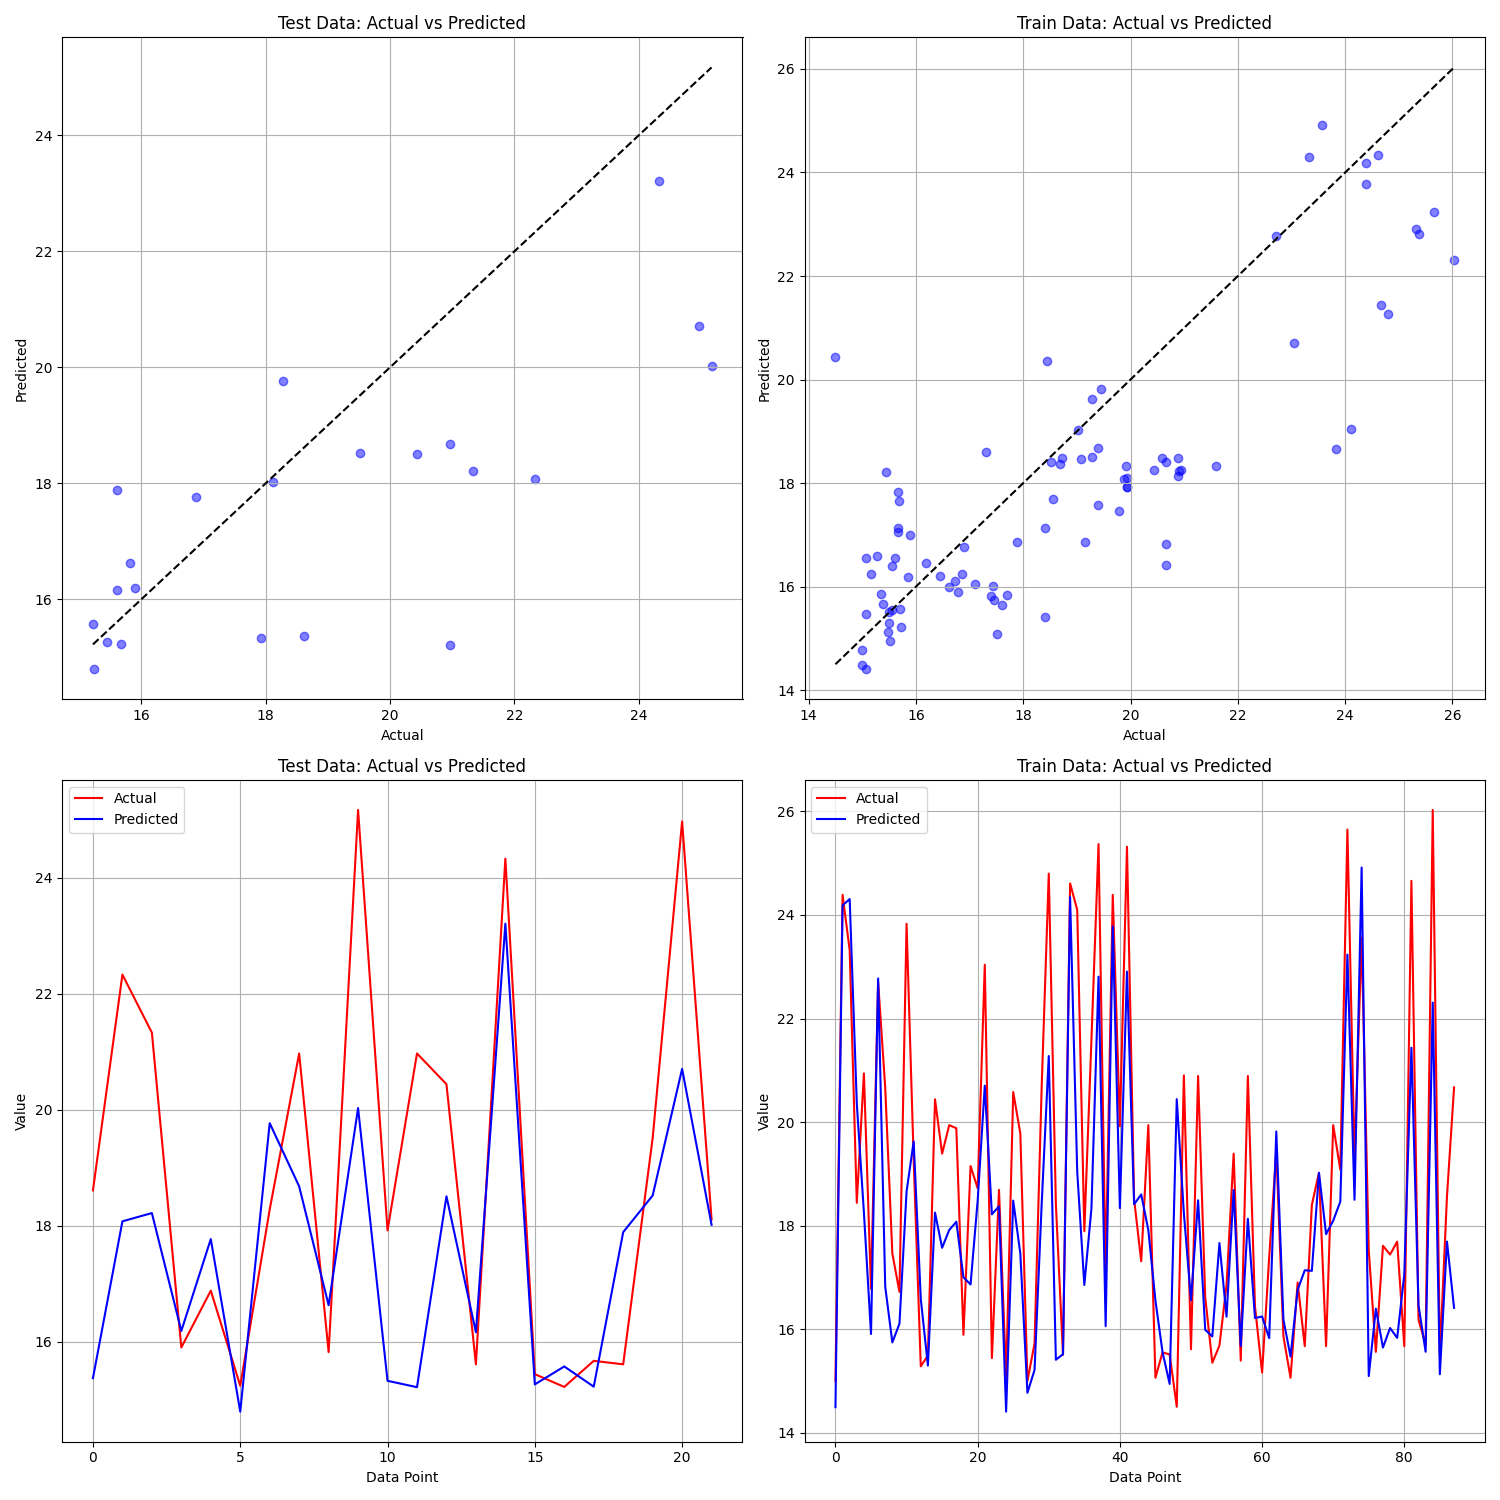 Test Data: Actual vs Predicted
Predicted
24
22
20
18
16
16 18 20 22 24
Actual
Train Data: Actual vs Predicted
Predicted
26
24
22
20
18
16
14
14 16 18 20 22 24 26
Actual
Test Data: Actual vs Predicted
Actual
Predicted
Value
24
22
20
18
16
0 5 10 15 20
Data Point
Train Data: Actual vs Predicted
Actual
Predicted
Value
26
24
22
20
18
16
14
0 20 40 60 80
Data Point